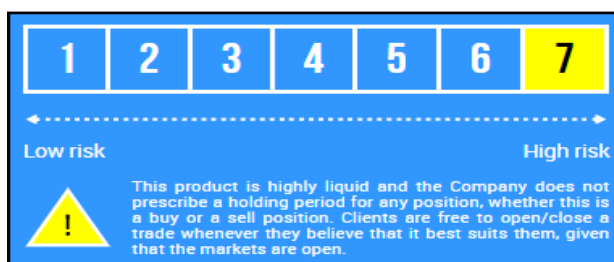 1 2 3 4 5 6 7
Low risk High risk
!
This product is highly liquid and the Company does not
prescribe a holding period for any position, whether this is
a buy or a sell position. Clients are free to open/close a
trade whenever they believe that it best suits them, given
that the markets are open.